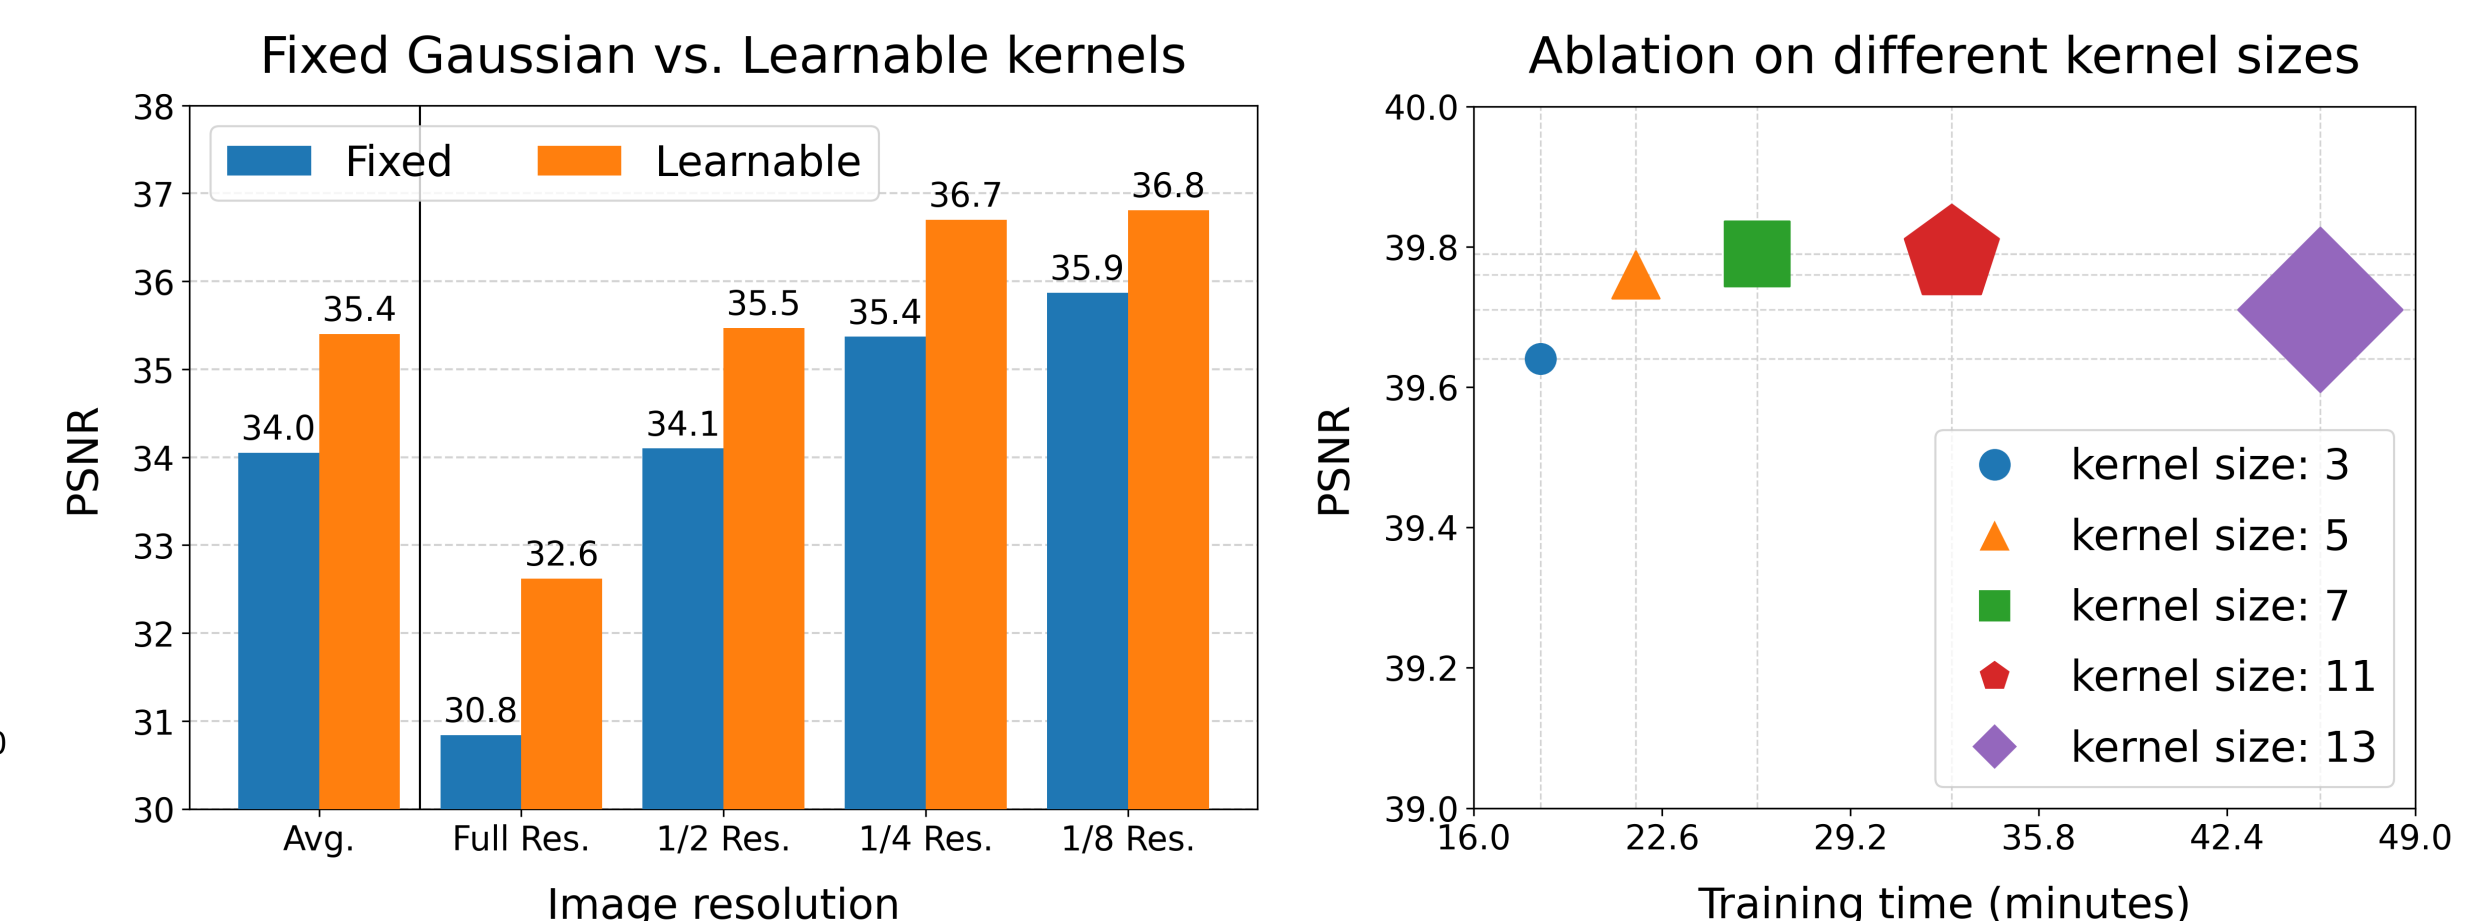 Fixed Gaussian vs. Learnable kernels
38
37
36
35
34
33
32
31
30
PSNR
Fixed
Learnable
34.0
35.4
30.8
32.6
34.1
35.5
35.4
36.7
35.9
36.8
Avg.
Full Res.
1/2 Res.
1/4 Res.
1/8 Res.
Image resolution
Ablation on different kernel sizes
40.0
39.8
39.6
39.4
39.2
39.0
PSNR
kernel size: 3
kernel size: 5
kernel size: 7
kernel size: 11
kernel size: 13
16.0
22.6
29.2
35.8
42.4
49.0
Training time (minutes)